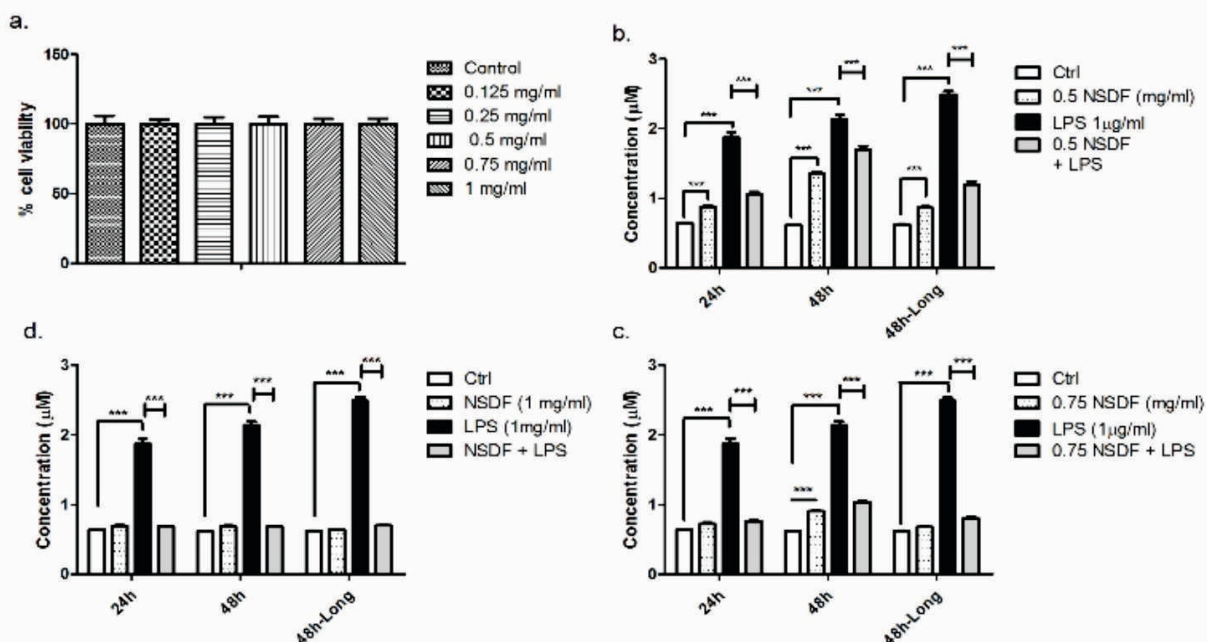 a.
% cell viability
150
100
50
0
Control
0.125 mg/ml
0.25 mg/ml
0.5 mg/ml
0.75 mg/ml
1 mg/ml
b.
Concentration (μM)
3
2
1
0
***
***
***
***
***
***
***
***
***
24h
48h
48h-Long
Ctrl
0.5 NSDF (mg/ml)
LPS 1μg/ml
0.5 NSDF
+ LPS
d.
Concentration (μM)
3
2
1
0
***
***
***
***
***
***
24h
48h
48h-Long
Ctrl
NSDF (1 mg/ml)
LPS (1mg/ml)
NSDF + LPS
c.
Concentration (μM)
3
2
1
0
***
***
***
***
***
***
***
24h
48h
48h-Long
Ctrl
0.75 NSDF (mg/ml)
LPS (1μg/ml)
0.75 NSDF + LPS